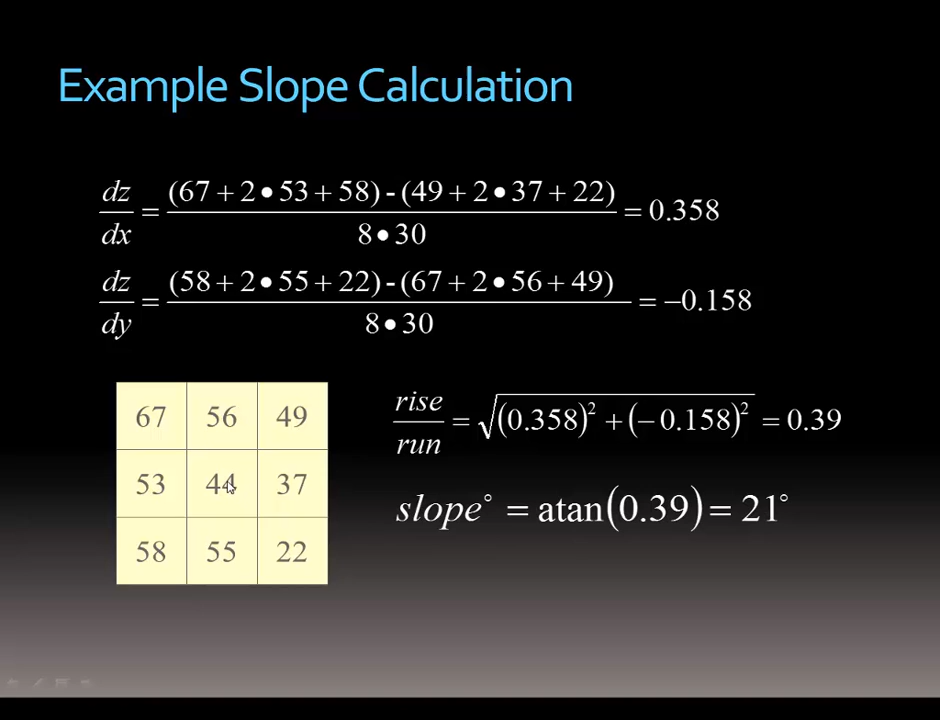 Example Slope Calculation
dz/dx = (67 + 2 • 53 + 58) - (49 + 2 • 37 + 22) / 8 • 30 = 0.358
dz/dy = (58 + 2 • 55 + 22) - (67 + 2 • 56 + 49) / 8 • 30 = −0.158
67 56 49
53 44 37
58 55 22
rise/run = √(0.358)² + (− 0.158)² = 0.39
slope° = atan(0.39) = 21°